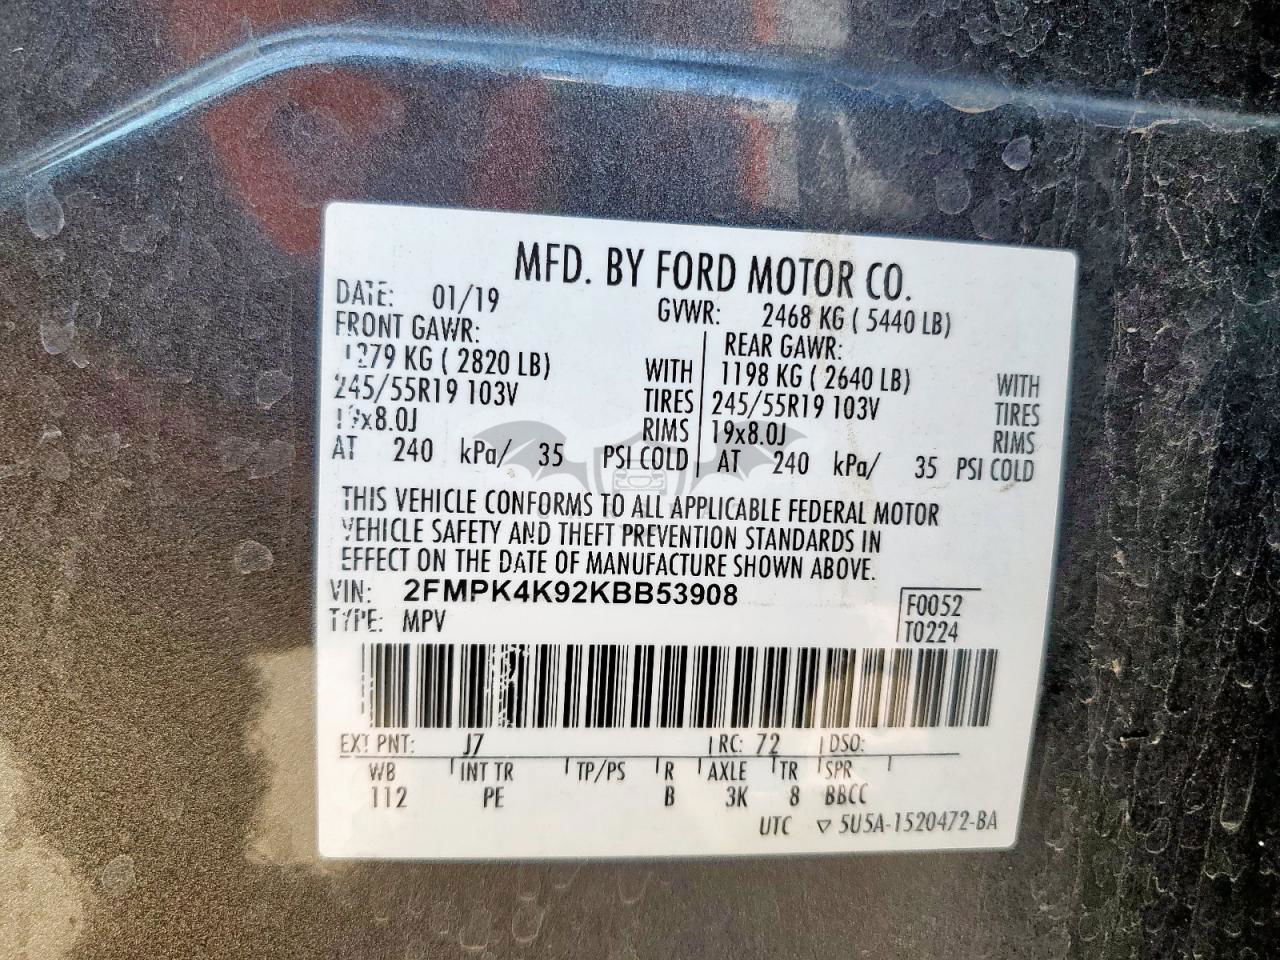 MFD. BY FORD MOTOR CO.
DATE: 01/19 GVWR: 2468 KG ( 5440 LB)
FRONT GAWR: REAR GAWR:
1279 KG ( 2820 LB) WITH 1198 KG ( 2640 LB) WITH
245/55R19 103V TIRES 245/55R19 103V TIRES
19x8.0J RIMS 19x8.0J RIMS
AT 240 kPa/ 35 PSI COLD AT 240 kPa/ 35 PSI COLD
THIS VEHICLE CONFORMS TO ALL APPLICABLE FEDERAL MOTOR
VEHICLE SAFETY AND THEFT PREVENTION STANDARDS IN
EFFECT ON THE DATE OF MANUFACTURE SHOWN ABOVE.
VIN: 2FMPK4K92KBB53908 F0052
TYPE: MPV T0224
EXT PNT: J7 RC: 72 DSO:
WB INT TR TP/PS R AXLE TR SPR
112 PE B 3K 8 BBCC
UTC ▽ 5U5A-1520472-BA